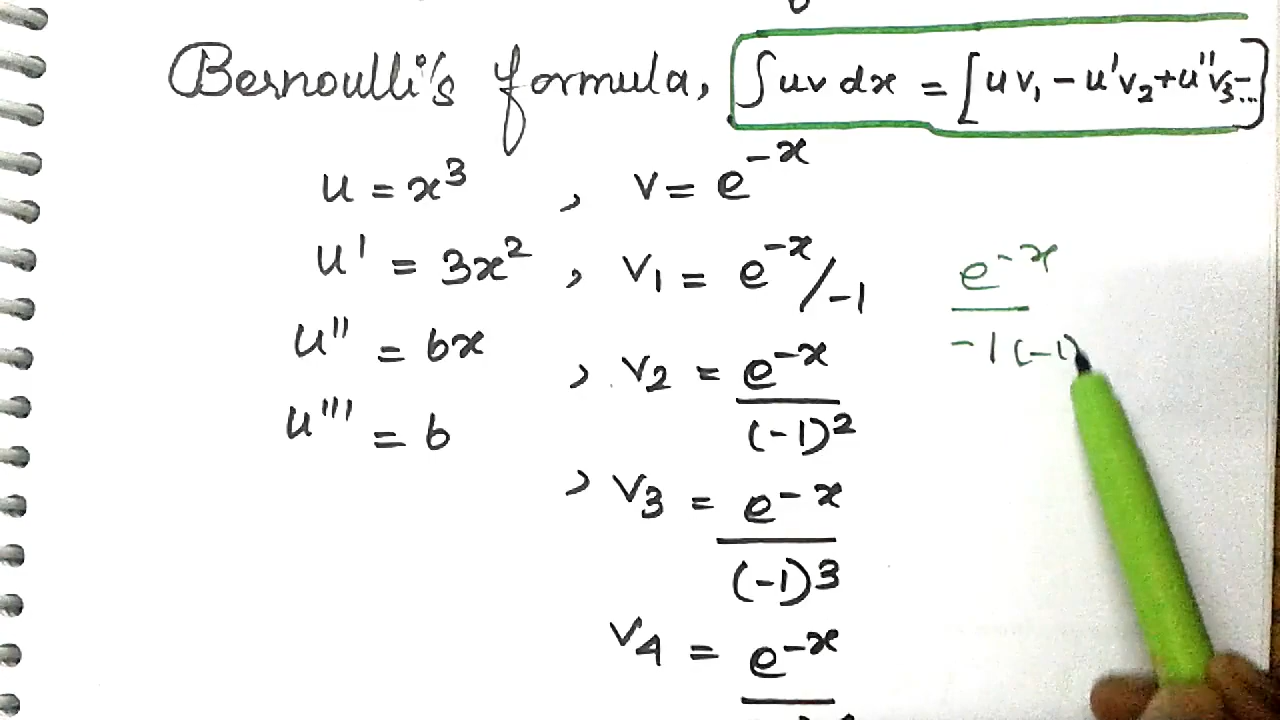 Bernoulli's formula, ∫uv dx = [uv₁ - u'v₂ + u''v₃ - ...]
u = x³ , v = e⁻ˣ
u' = 3x² , v₁ = e⁻ˣ/-1
e⁻ˣ/-1(-1)
u'' = 6x , v₂ = e⁻ˣ/(-1)²
u''' = 6 , v₃ = e⁻ˣ/(-1)³
v₄ = e⁻ˣ